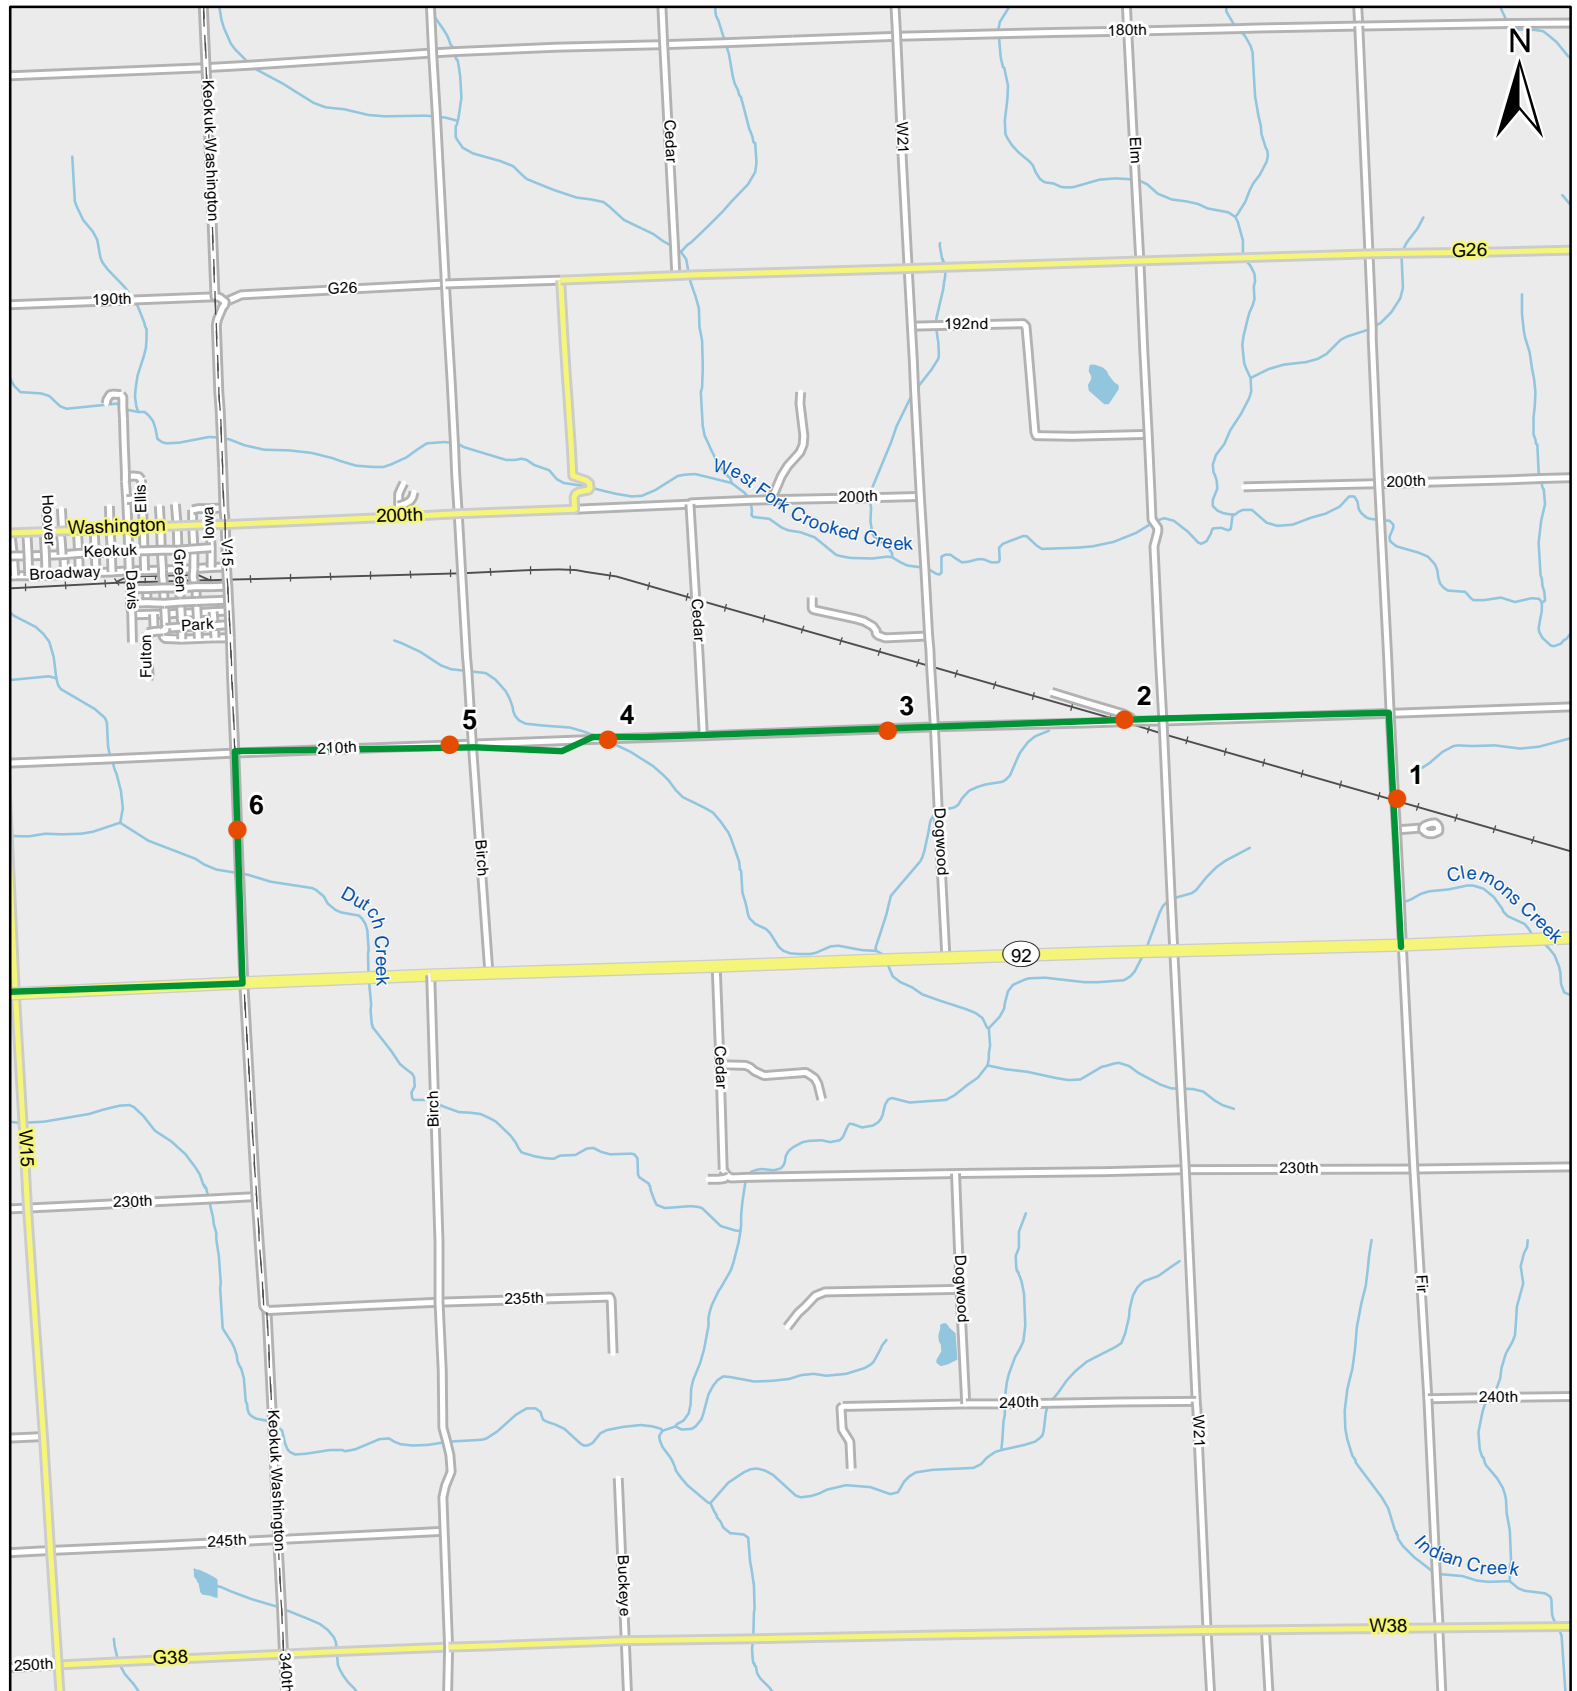 180th
N
Keokuk-Washington
Cedar
W21
Elm
G26
190th
G26
192nd
West Fork Crooked Creek
200th
200th
Hoover
Ellis
Iowa
Washington
200th
V15
Keokuk
Green
Broadway
Davis
Park
Fulton
Cedar
2
3
4
5
210th
1
6
Dogwood
Birch
Clemons Creek
Dutch Creek
92
Cedar
Birch
W15
230th
230th
Dogwood
Fir
235th
240th
240th
Keokuk-Washington
W21
245th
Indian Creek
Buckeye
W38
G38
250th
340th